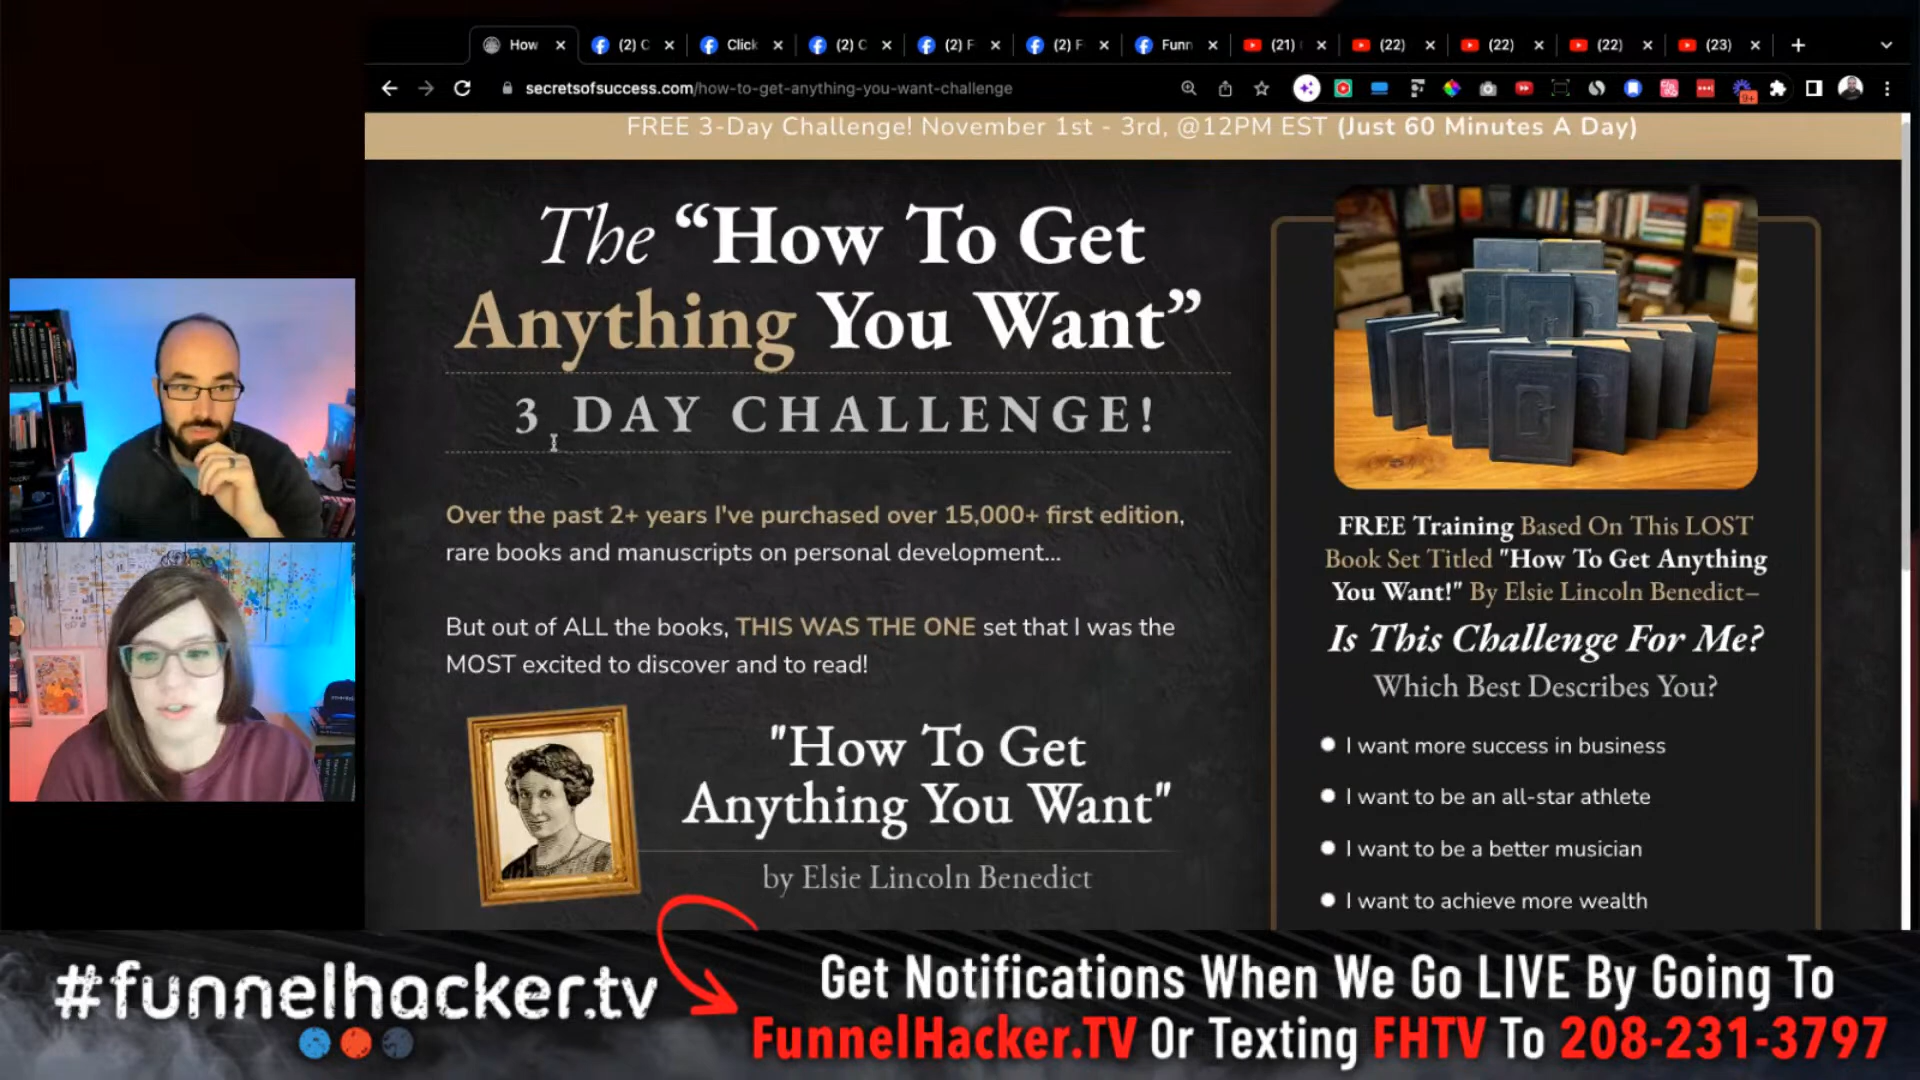 How
(2) C
Click
(2) C
(2) F
(2) F
Funn
(21)
(22)
(22)
(22)
(23)
secretsofsuccess.com/how-to-get-anything-you-want-challenge
9+
FREE 3-Day Challenge! November 1st - 3rd, @12PM EST (Just 60 Minutes A Day)
The “How To Get
Anything You Want”
3 DAY CHALLENGE!
Over the past 2+ years I've purchased over 15,000+ first edition,
rare books and manuscripts on personal development...
But out of ALL the books, THIS WAS THE ONE set that I was the
MOST excited to discover and to read!
"How To Get
Anything You Want"
by Elsie Lincoln Benedict
FREE Training Based On This LOST
Book Set Titled "How To Get Anything
You Want!" By Elsie Lincoln Benedict–
Is This Challenge For Me?
Which Best Describes You?
I want more success in business
I want to be an all-star athlete
I want to be a better musician
I want to achieve more wealth
#funnelhacker.tv
Get Notifications When We Go LIVE By Going To
FunnelHacker.TV Or Texting FHTV To 208-231-3797